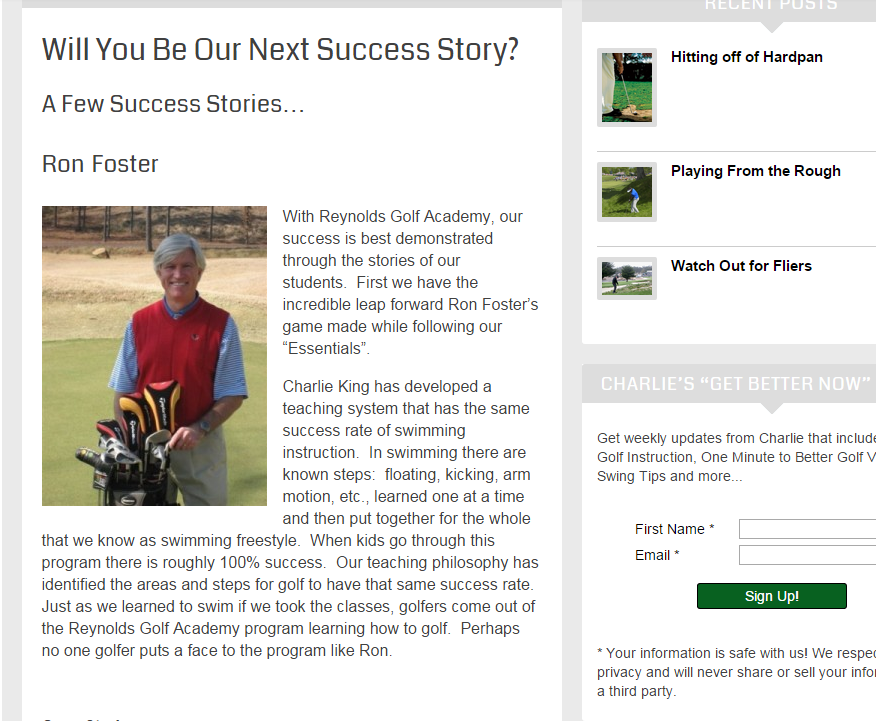 Will You Be Our Next Success Story?
A Few Success Stories…
Ron Foster
With Reynolds Golf Academy, our
success is best demonstrated
through the stories of our
students.  First we have the
incredible leap forward Ron Foster’s
game made while following our
“Essentials”.
Charlie King has developed a
teaching system that has the same
success rate of swimming
instruction.  In swimming there are
known steps:  floating, kicking, arm
motion, etc., learned one at a time
and then put together for the whole
that we know as swimming freestyle.  When kids go through this
program there is roughly 100% success.  Our teaching philosophy has
identified the areas and steps for golf to have that same success rate.
Just as we learned to swim if we took the classes, golfers come out of
the Reynolds Golf Academy program learning how to golf.  Perhaps
no one golfer puts a face to the program like Ron.
RECENT POSTS
Hitting off of Hardpan
Playing From the Rough
Watch Out for Fliers
CHARLIE’S “GET BETTER NOW”
Get weekly updates from Charlie that include
Golf Instruction, One Minute to Better Golf V
Swing Tips and more...
First Name *
Email *
Sign Up!
* Your information is safe with us! We respec
privacy and will never share or sell your infor
a third party.